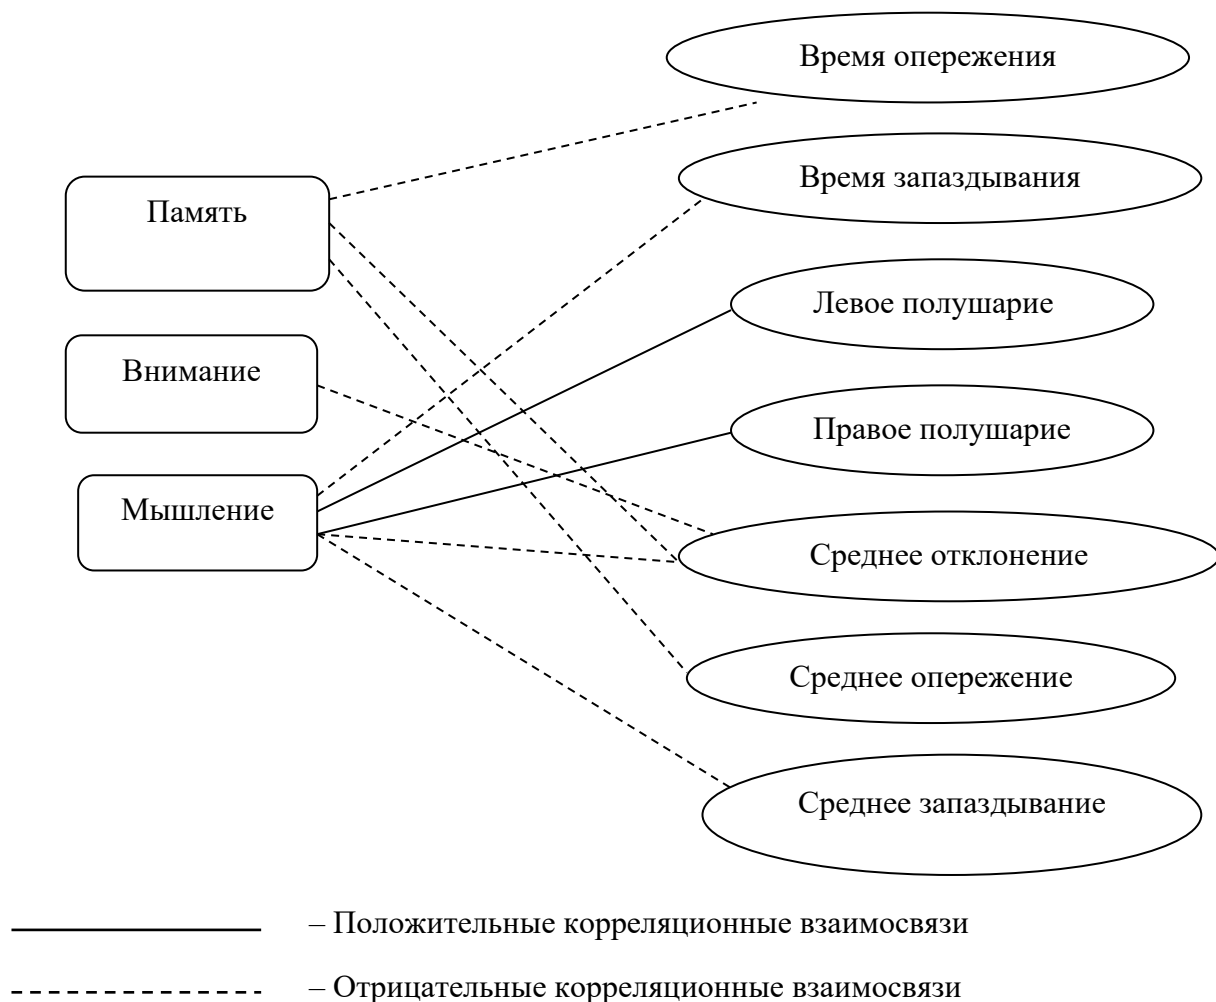 Время опережения
Время запаздывания
Память
Левое полушарие
Внимание
Правое полушарие
Мышление
Среднее отклонение
Среднее опережение
Среднее запаздывание
– Положительные корреляционные взаимосвязи
– Отрицательные корреляционные взаимосвязи